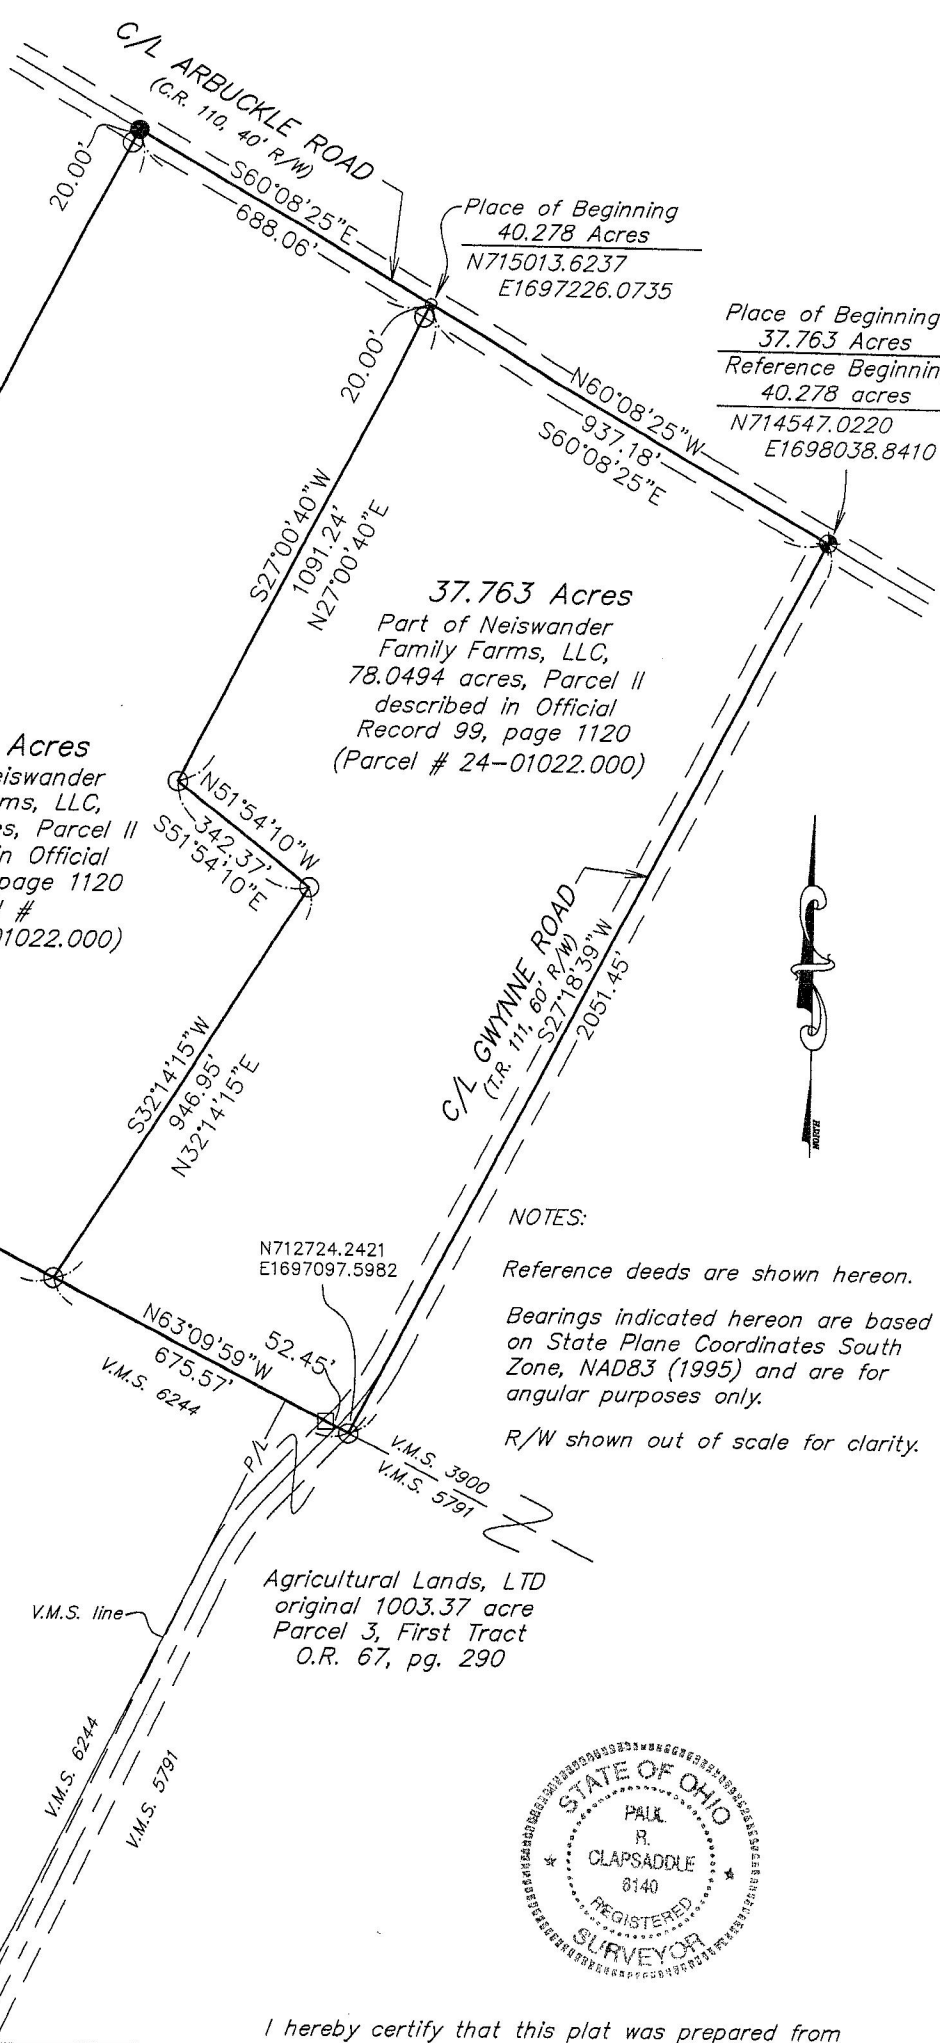 C/L ARBUCKLE ROAD
(C.R. 110, 40' R/W)
20.00'
S60°08'25"E
688.06'
Place of Beginning
40.278 Acres
N715013.6237
E1697226.0735
20.00'
Place of Beginning
37.763 Acres
Reference Beginnin
40.278 acres
N714547.0220
E1698038.8410
N60°08'25"W
937.18'
S60°08'25"E
S27°00'40"W
1091.24'
N27°00'40"E
37.763 Acres
Part of Neiswander
Family Farms, LLC,
78.0494 acres, Parcel II
described in Official
Record 99, page 1120
(Parcel # 24-01022.000)
Acres
eiswander
ms, LLC,
s, Parcel II
in Official
page 1120
l #
01022.000)
N51°54'10"W
342.37'
S51°54'10"E
C/L GWYNNE ROAD
(T.R. 111, 60' R/W)
S27°18'39"W
2051.45'
NORTH
S32°14'15"W
946.95'
N32°14'15"E
N712724.2421
E1697097.5982
N63°09'59"W
675.57'
52.45'
V.M.S. 6244
P/L
V.M.S. 3900
V.M.S. 5791
NOTES:
Reference deeds are shown hereon.
Bearings indicated hereon are based
on State Plane Coordinates South
Zone, NAD83 (1995) and are for
angular purposes only.
R/W shown out of scale for clarity.
Agricultural Lands, LTD
original 1003.37 acre
Parcel 3, First Tract
O.R. 67, pg. 290
V.M.S. line
V.M.S. 6244
V.M.S. 5791
STATE OF OHIO
PAUL
R.
CLAPSADDLE
6140
REGISTERED
SURVEYOR
I hereby certify that this plat was prepared from